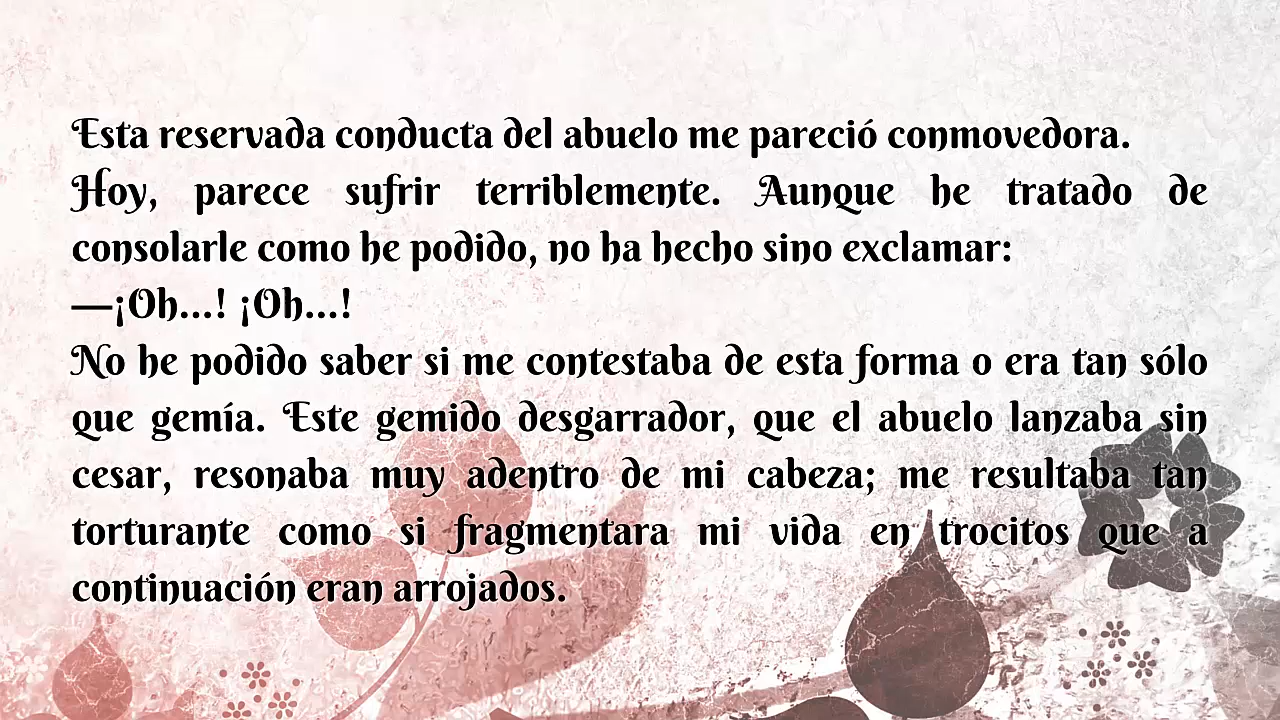 Esta reservada conducta del abuelo me pareció conmovedora.
Hoy, parece sufrir terriblemente. Aunque he tratado de
consolarle como he podido, no ha hecho sino exclamar:
—¡Oh...! ¡Oh...!
No he podido saber si me contestaba de esta forma o era tan sólo
que gemía. Este gemido desgarrador, que el abuelo lanzaba sin
cesar, resonaba muy adentro de mi cabeza; me resultaba tan
torturante como si fragmentara mi vida en trocitos que a
continuación eran arrojados.